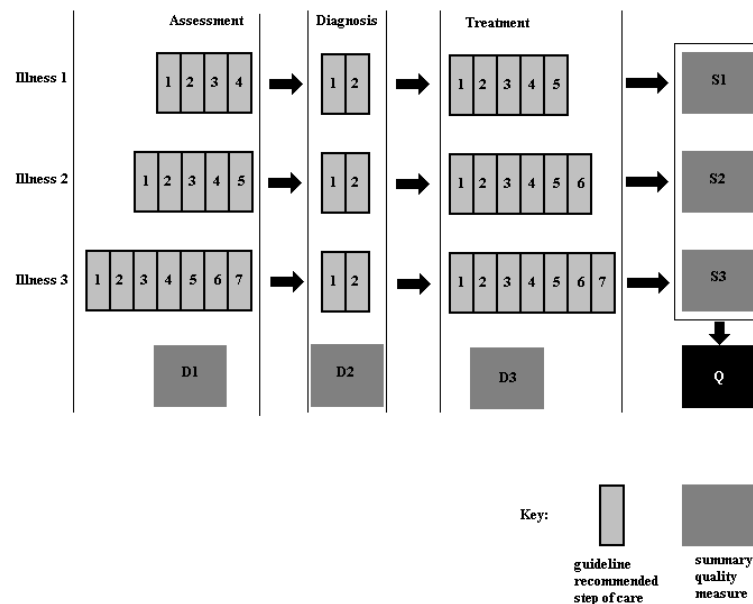 Assessment Diagnosis Treatment
Illness 1 1 2 3 4 1 2 1 2 3 4 5 S1
Illness 2 1 2 3 4 5 1 2 1 2 3 4 5 6 S2
Illness 3 1 2 3 4 5 6 7 1 2 1 2 3 4 5 6 7 S3
D1 D2 D3 Q
Key:
guideline
recommended
step of care
summary
quality
measure